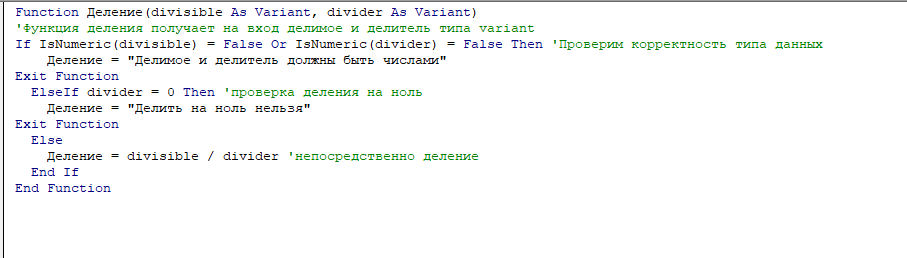 Function Деление(divisible As Variant, divider As Variant)
'Функция деления получает на вход делимое и делитель типа variant
If IsNumeric(divisible) = False Or IsNumeric(divider) = False Then 'Проверим корректность типа данных
Деление = "Делимое и делитель должны быть числами"
Exit Function
ElseIf divider = 0 Then 'проверка деления на ноль
Деление = "Делить на ноль нельзя"
Exit Function
Else
Деление = divisible / divider 'непосредственно деление
End If
End Function